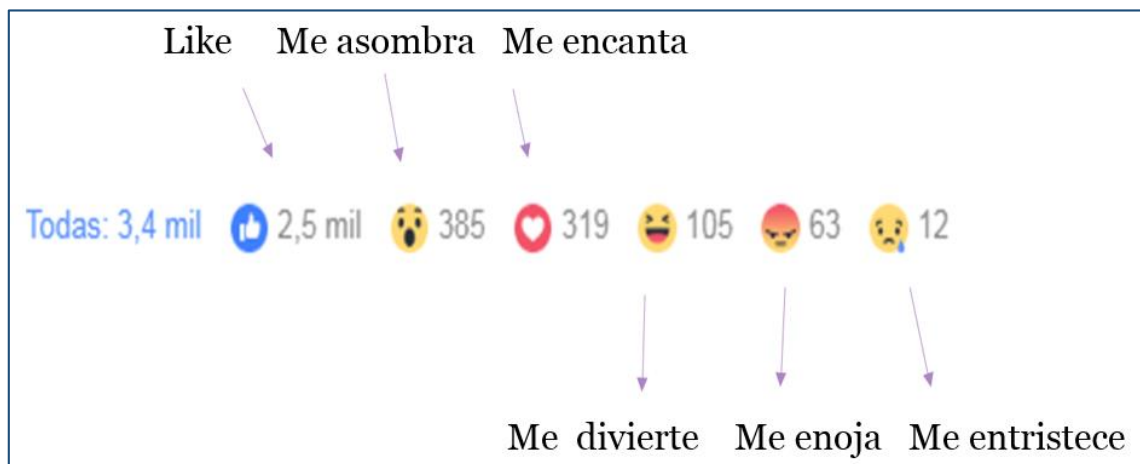 Like Me asombra Me encanta
Todas: 3,4 mil 2,5 mil 385 319 105 63 12
Me divierte Me enoja Me entristece